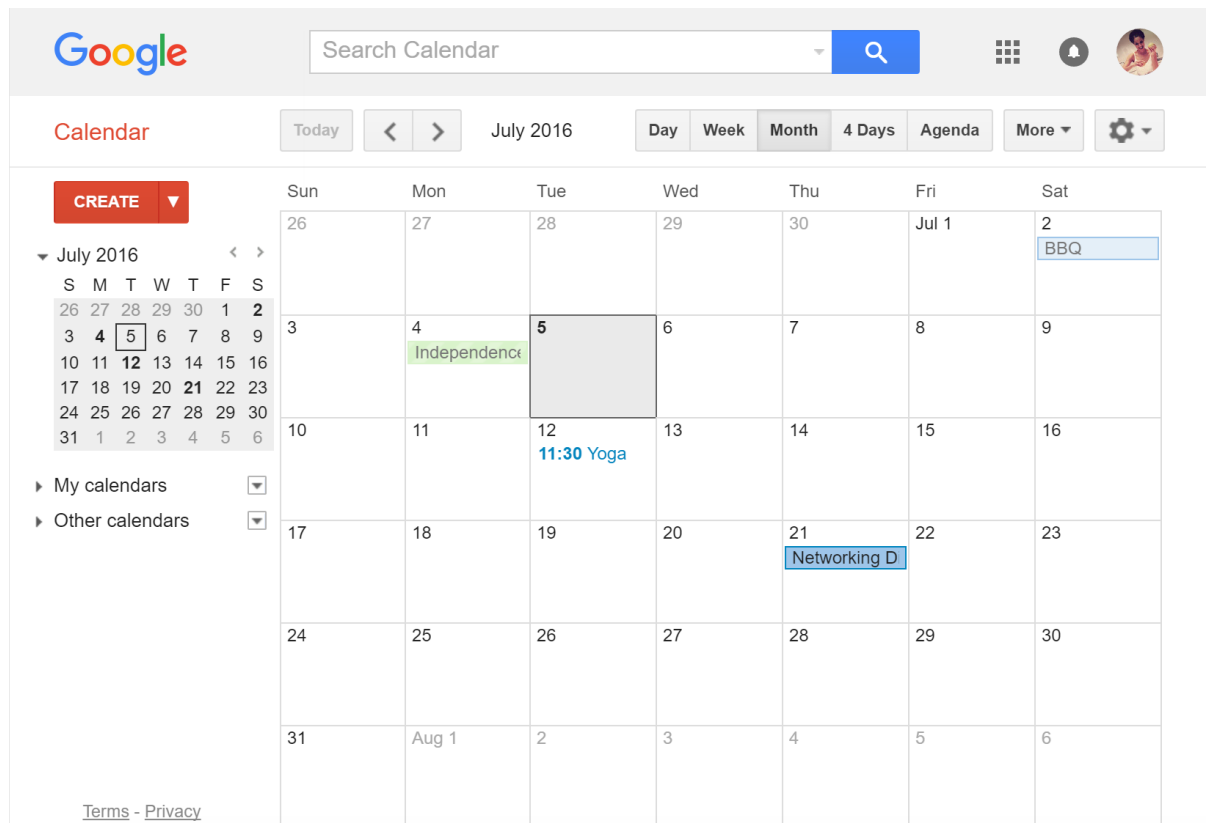 Google
Search Calendar
Calendar
Today
July 2016
Day Week Month 4 Days Agenda
More
CREATE
July 2016
S M T W T F S
26 27 28 29 30 1 2
3 4 5 6 7 8 9
10 11 12 13 14 15 16
17 18 19 20 21 22 23
24 25 26 27 28 29 30
31 1 2 3 4 5 6
My calendars
Other calendars
Sun Mon Tue Wed Thu Fri Sat
26 27 28 29 30 Jul 1 2
BBQ
3 4 5 6 7 8 9
Independence
10 11 12 13 14 15 16
11:30 Yoga
17 18 19 20 21 22 23
Networking D
24 25 26 27 28 29 30
31 Aug 1 2 3 4 5 6
Terms - Privacy